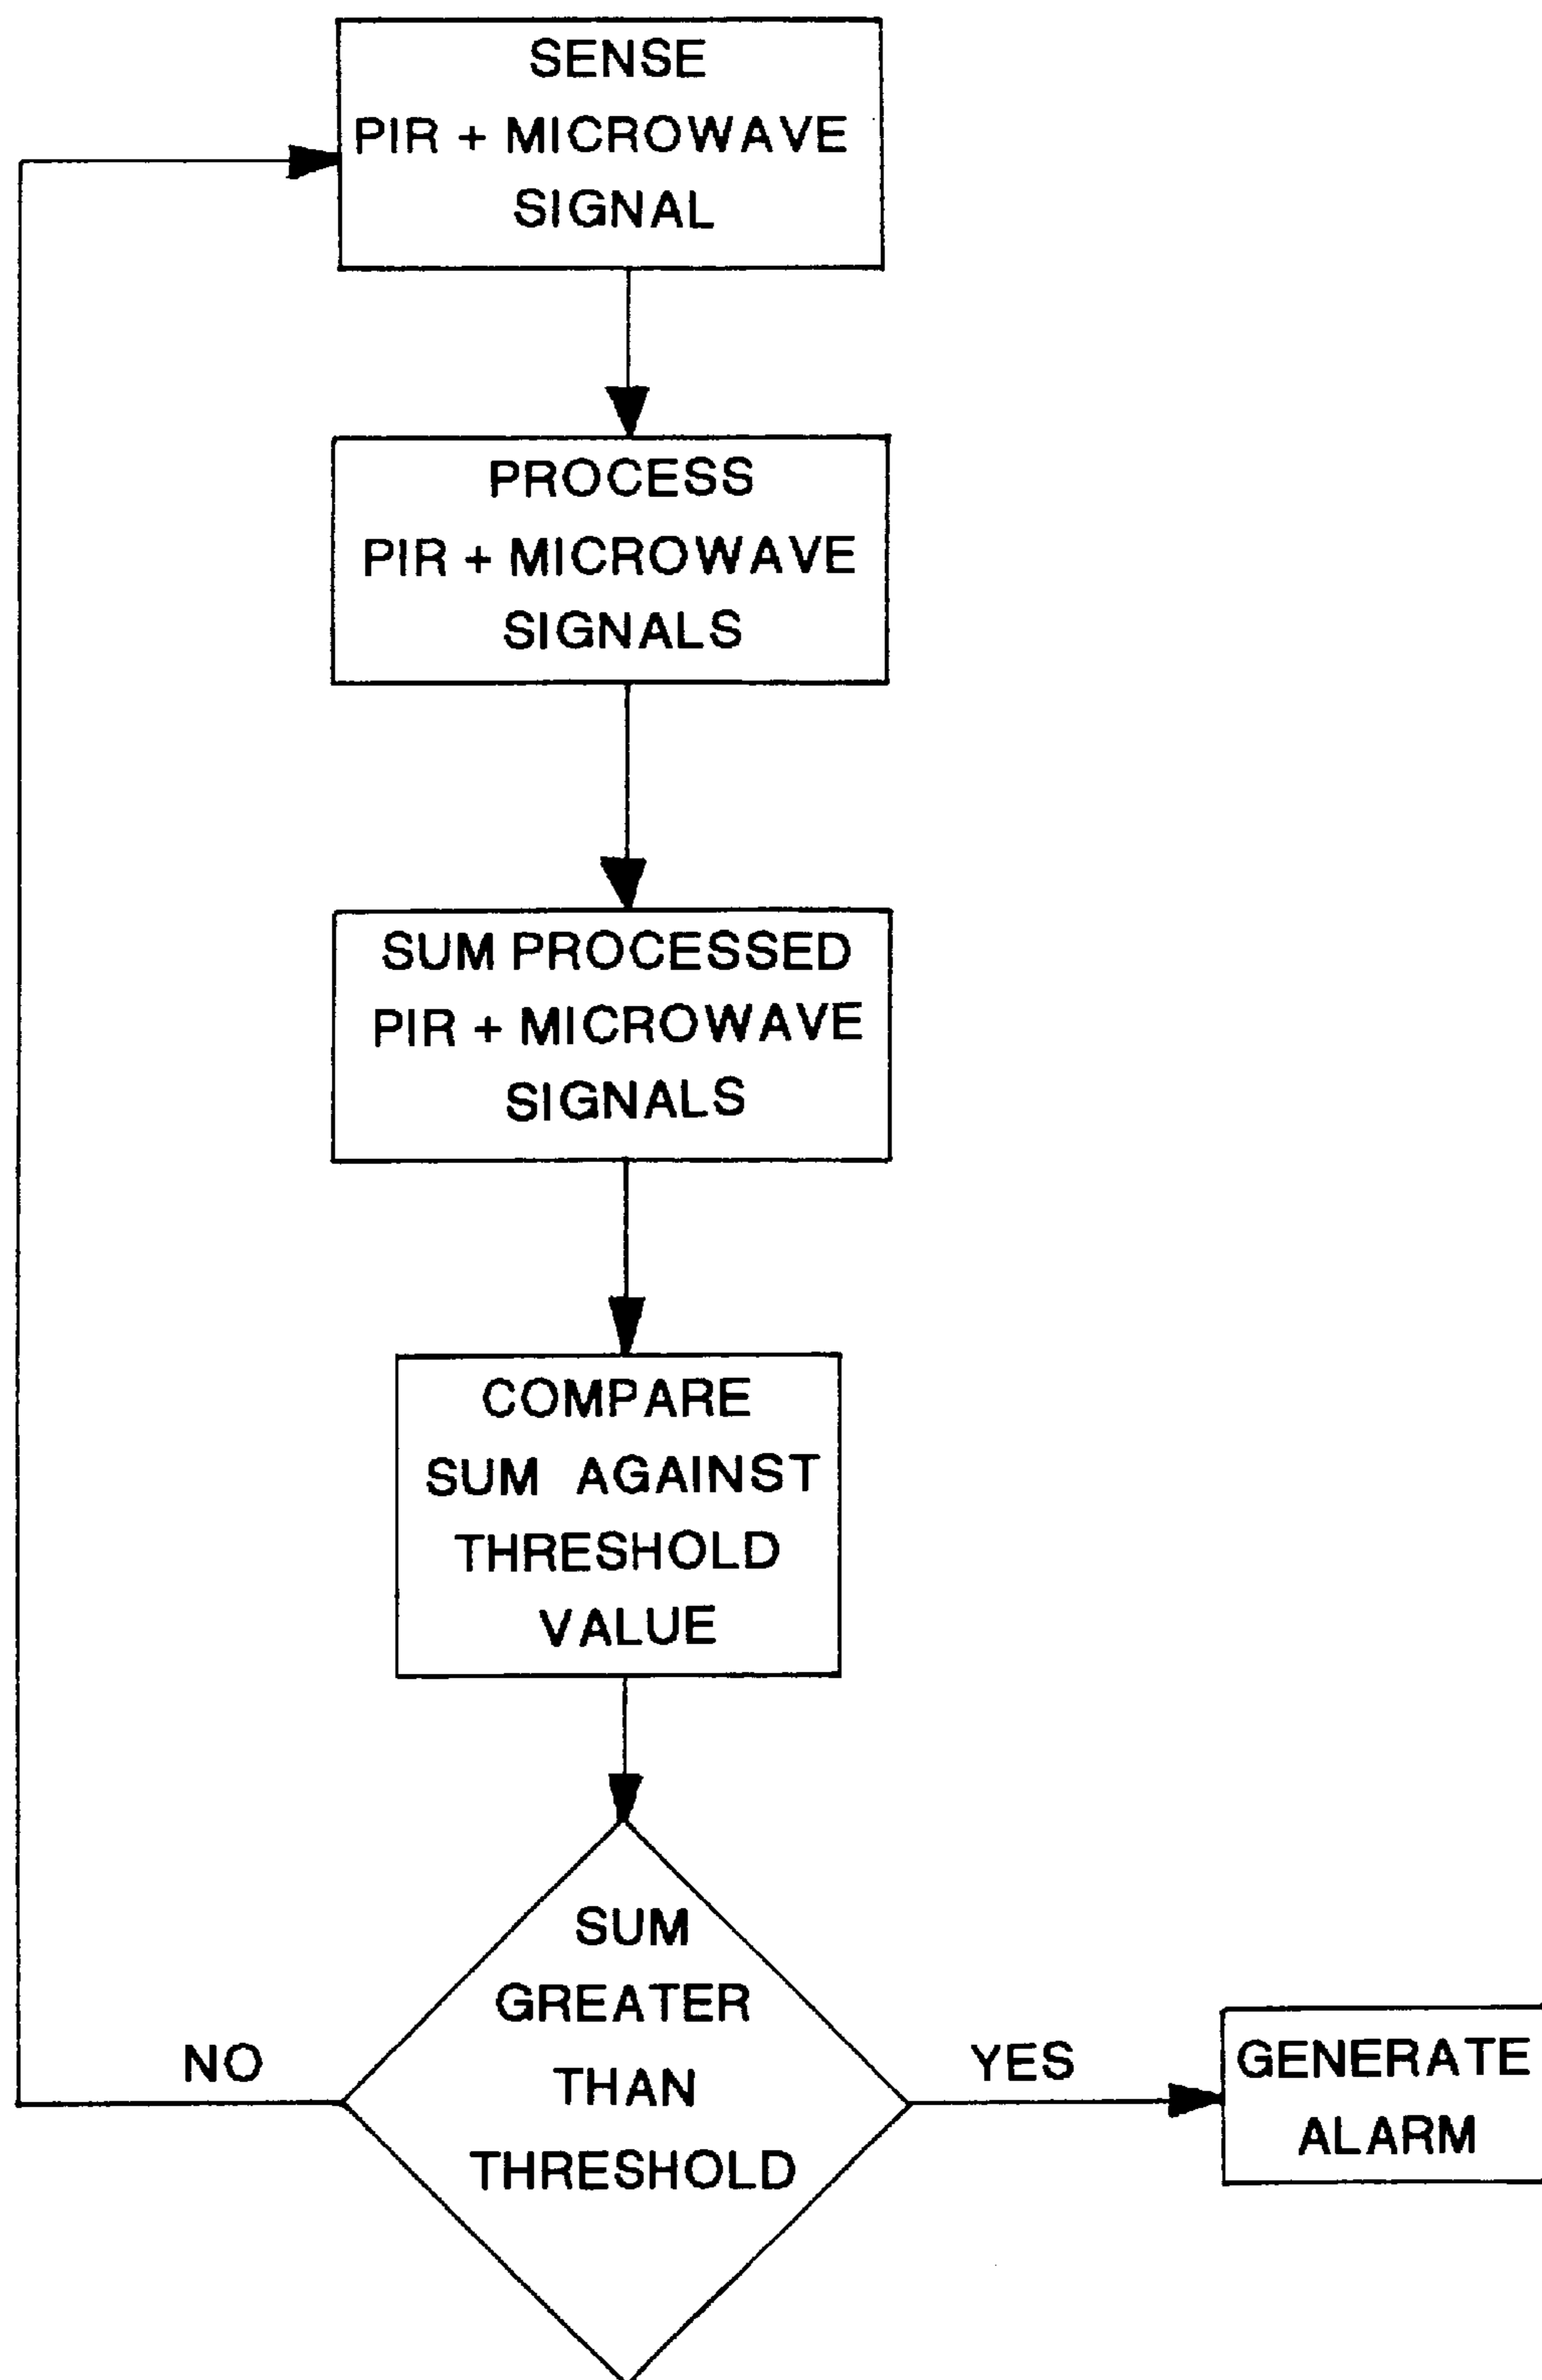 SENSE
PIR + MICROWAVE
SIGNAL
PROCESS
PIR + MICROWAVE
SIGNALS
SUM PROCESSED
PIR + MICROWAVE
SIGNALS
COMPARE
SUM AGAINST
THRESHOLD
VALUE
SUM
GREATER
THAN
THRESHOLD
NO
YES
GENERATE
ALARM